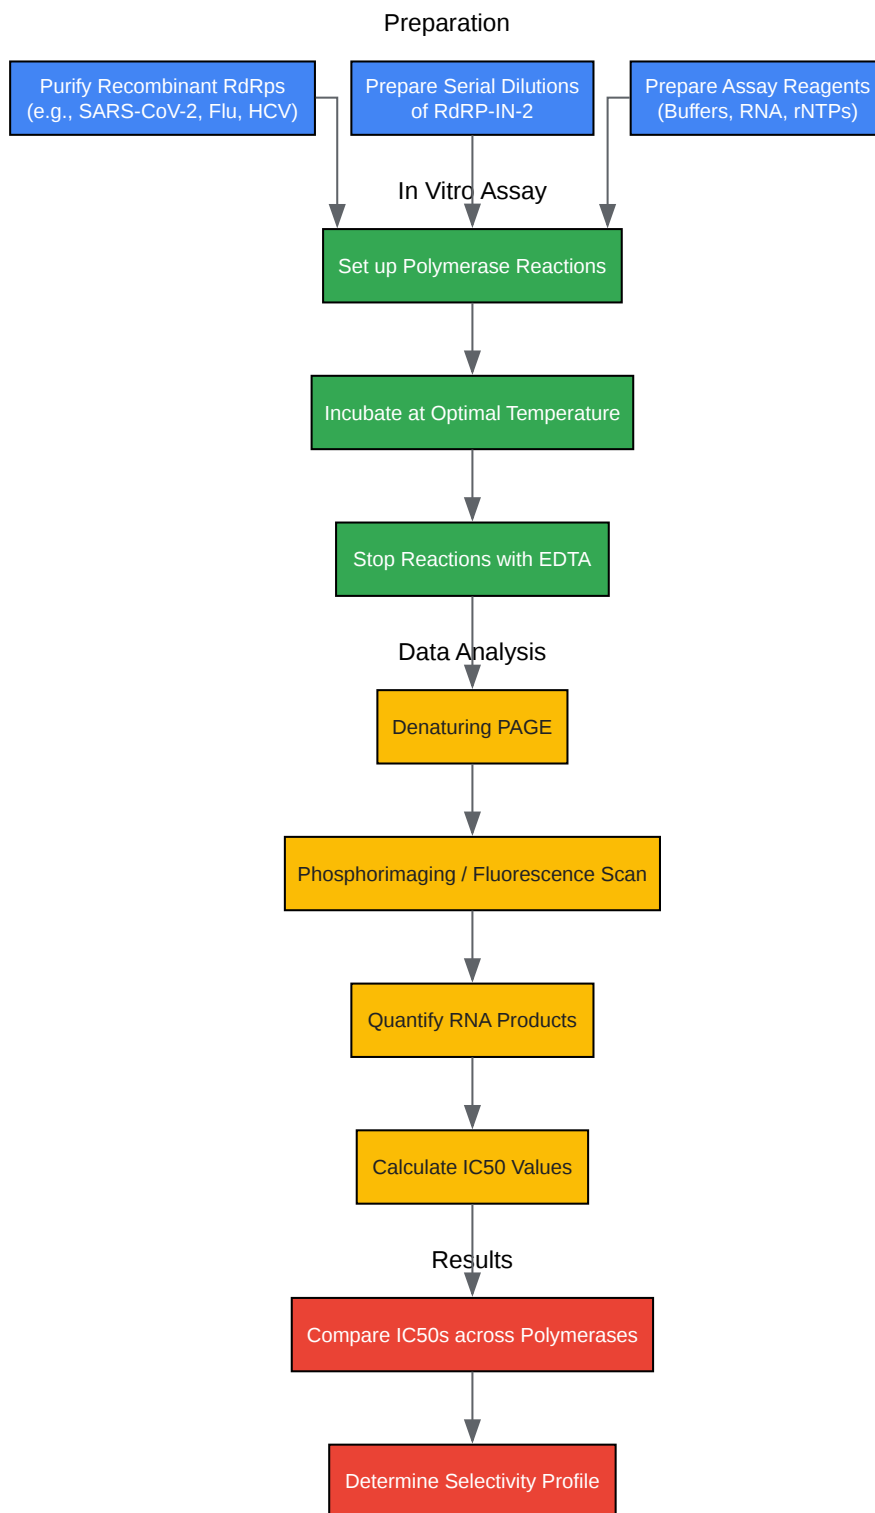 Preparation
Purify Recombinant RdRps
(e.g., SARS-CoV-2, Flu, HCV)
Prepare Serial Dilutions
of RdRP-IN-2
Prepare Assay Reagents
(Buffers, RNA, rNTPs)
In Vitro Assay
Set up Polymerase Reactions
Incubate at Optimal Temperature
Stop Reactions with EDTA
Data Analysis
Denaturing PAGE
Phosphorimaging / Fluorescence Scan
Quantify RNA Products
Calculate IC50 Values
Results
Compare IC50s across Polymerases
Determine Selectivity Profile